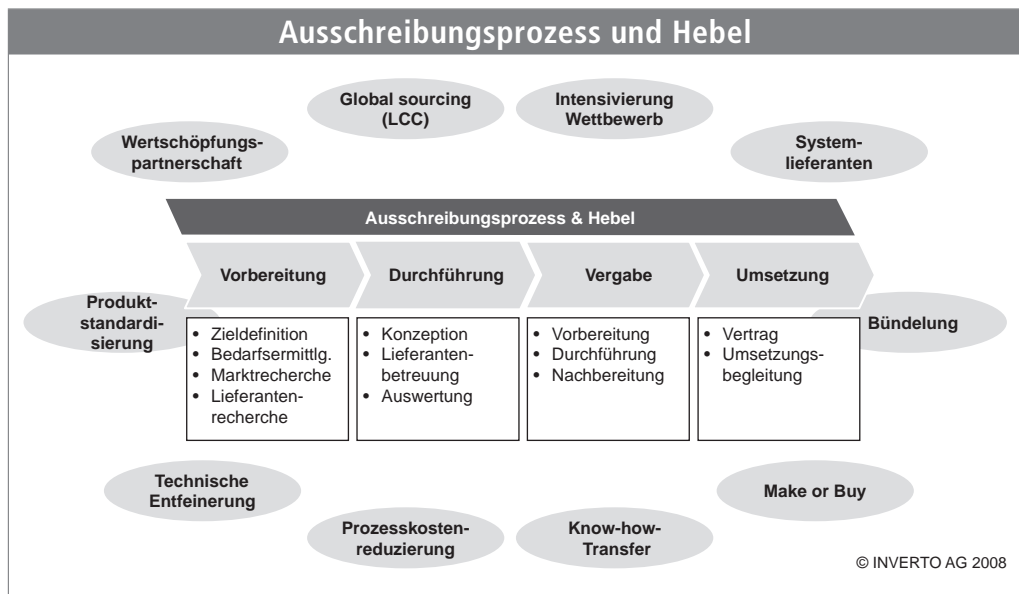 Ausschreibungsprozess und Hebel
Global sourcing
(LCC)
Intensivierung
Wettbewerb
Wertschöpfungs-
partnerschaft
System-
lieferanten
Ausschreibungsprozess & Hebel
Vorbereitung
Durchführung
Vergabe
Umsetzung
Produkt-
standardi-
sierung
Bündelung
• Zieldefinition
• Bedarfsermittlg.
• Marktrecherche
• Lieferanten-
recherche
• Konzeption
• Lieferanten-
betreuung
• Auswertung
• Vorbereitung
• Durchführung
• Nachbereitung
• Vertrag
• Umsetzungs-
begleitung
Technische
Entfeinerung
Make or Buy
Prozesskosten-
reduzierung
Know-how-
Transfer
© INVERTO AG 2008